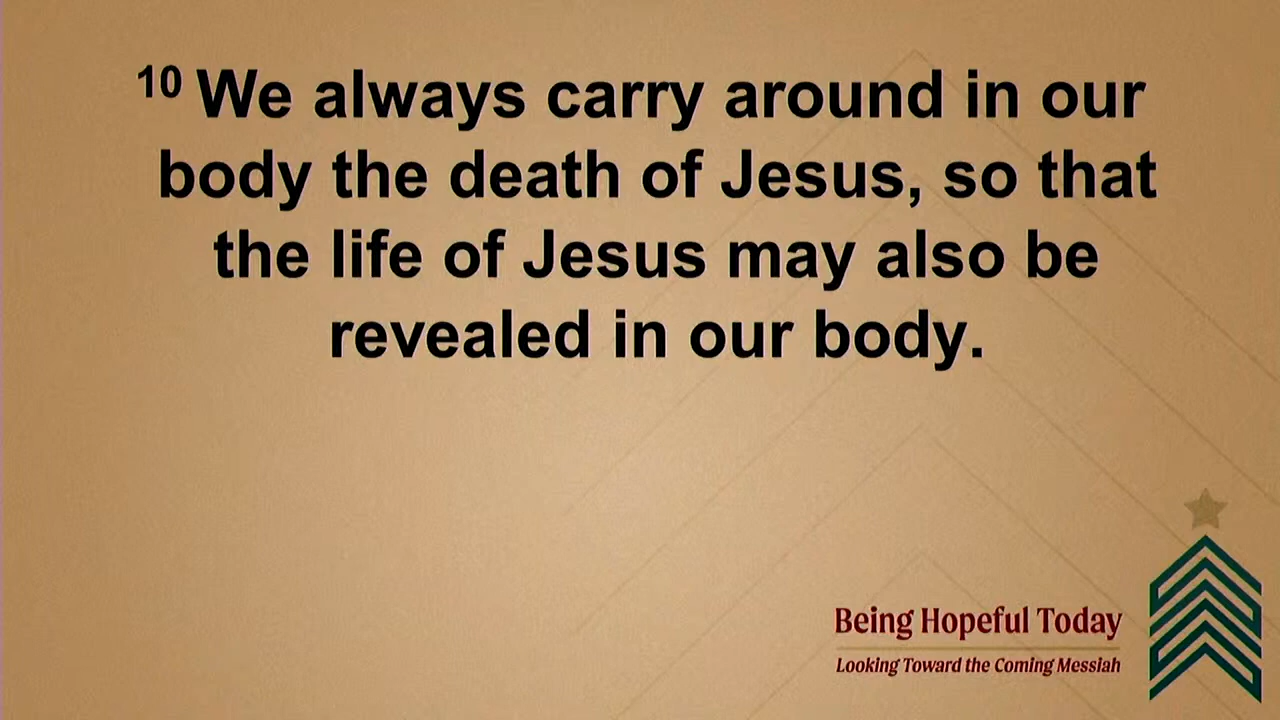 10 We always carry around in our
body the death of Jesus, so that
the life of Jesus may also be
revealed in our body.
Being Hopeful Today
Looking Toward the Coming Messiah